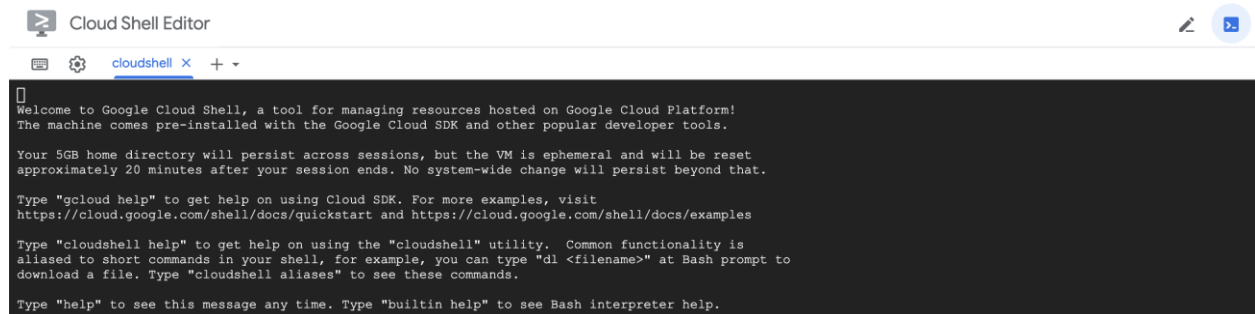 Cloud Shell Editor
cloudshell
Welcome to Google Cloud Shell, a tool for managing resources hosted on Google Cloud Platform!
The machine comes pre-installed with the Google Cloud SDK and other popular developer tools.
Your 5GB home directory will persist across sessions, but the VM is ephemeral and will be reset
approximately 20 minutes after your session ends. No system-wide change will persist beyond that.
Type "gcloud help" to get help on using Cloud SDK. For more examples, visit
https://cloud.google.com/shell/docs/quickstart and https://cloud.google.com/shell/docs/examples
Type "cloudshell help" to get help on using the "cloudshell" utility.  Common functionality is
aliased to short commands in your shell, for example, you can type "dl <filename>" at Bash prompt to
download a file. Type "cloudshell aliases" to see these commands.
Type "help" to see this message any time. Type "builtin help" to see Bash interpreter help.